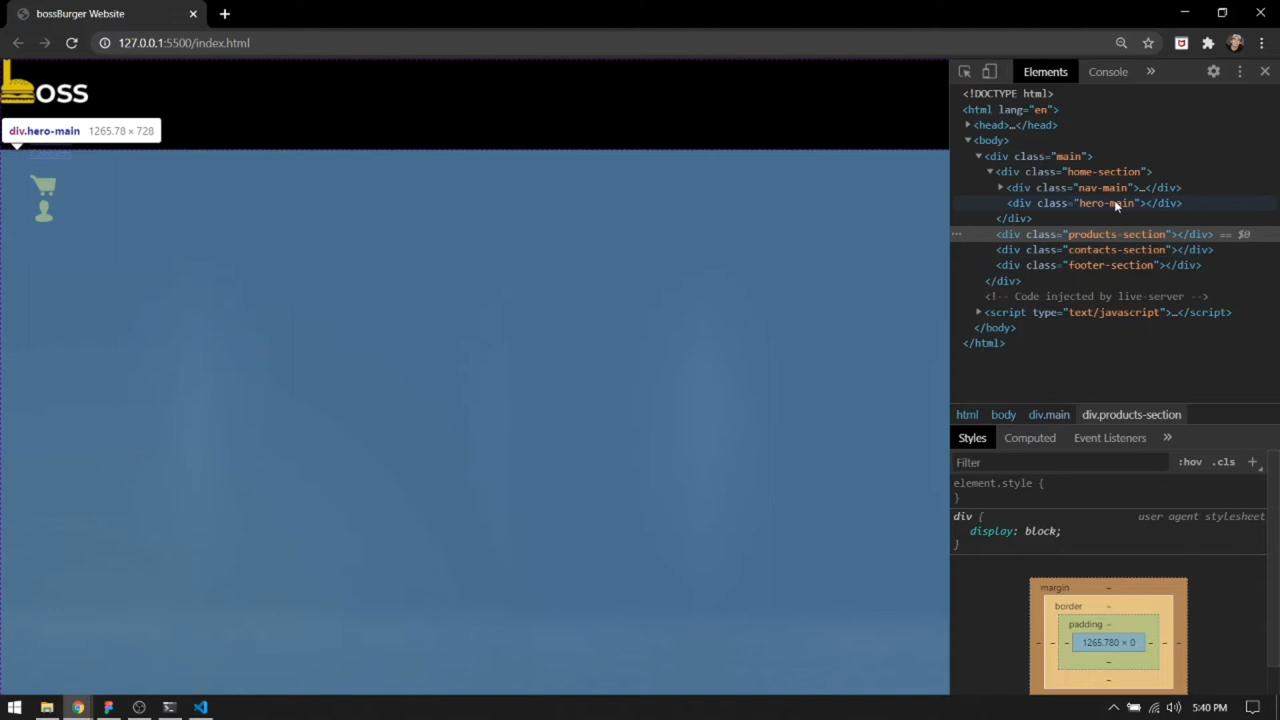 bossBurger Website
127.0.0.1:5500/index.html
boss
div.hero-main 1265.78 × 728
Elements
Console
<!DOCTYPE html>
<html lang="en">
<head>…</head>
<body>
<div class="main">
<div class="home-section">
<div class="nav-main">…</div>
<div class="hero-main"></div>
</div>
<div class="products-section"></div> == $0
<div class="contacts-section"></div>
<div class="footer-section"></div>
</div>
<!-- Code injected by live-server -->
<script type="text/javascript">…</script>
</body>
</html>
html body div.main div.products-section
Styles Computed Event Listeners
Filter :hov .cls
element.style {
}
div { user agent stylesheet
display: block;
}
margin –
border –
padding –
– – – 1265.780 × 0 – – –
–
–
5:40 PM